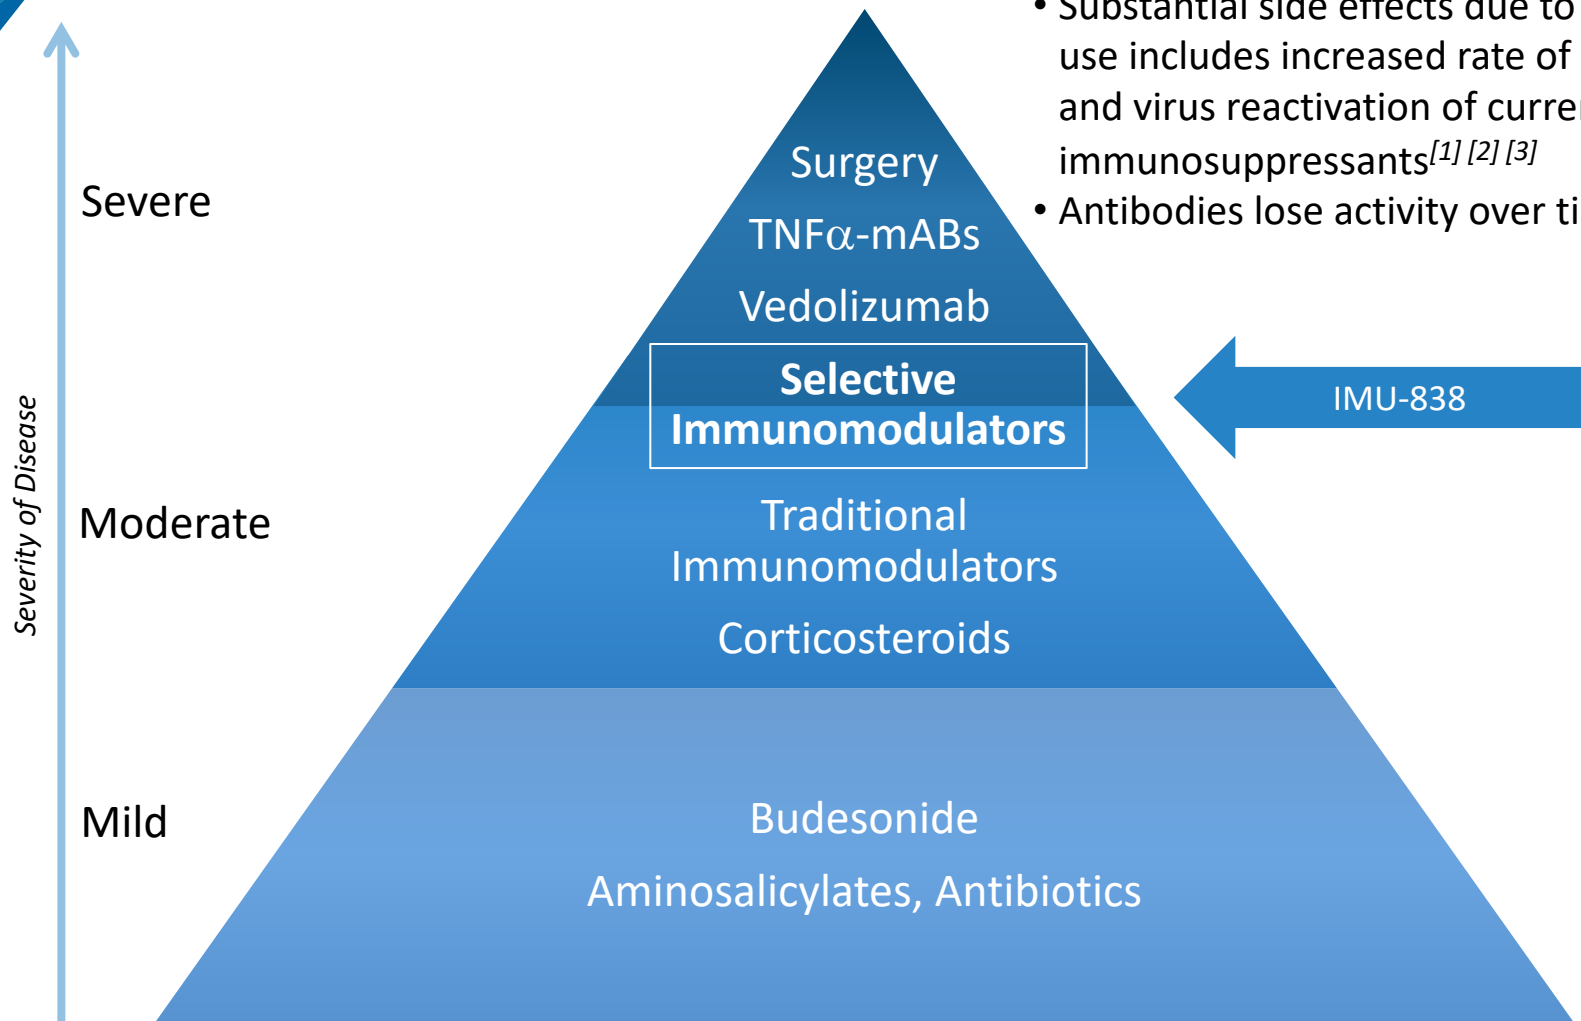 • Substantial side effects due to
use includes increased rate of
and virus reactivation of
immunosuppressants[1] [2] [3]
• Antibodies lose activity over
Severe
Surgery
TNFα-mABs
Vedolizumab
Selective
Immunomodulators
IMU-838
Severity of Disease
Moderate
Traditional
Immunomodulators
Corticosteroids
Mild
Budesonide
Aminosalicylates, Antibiotics